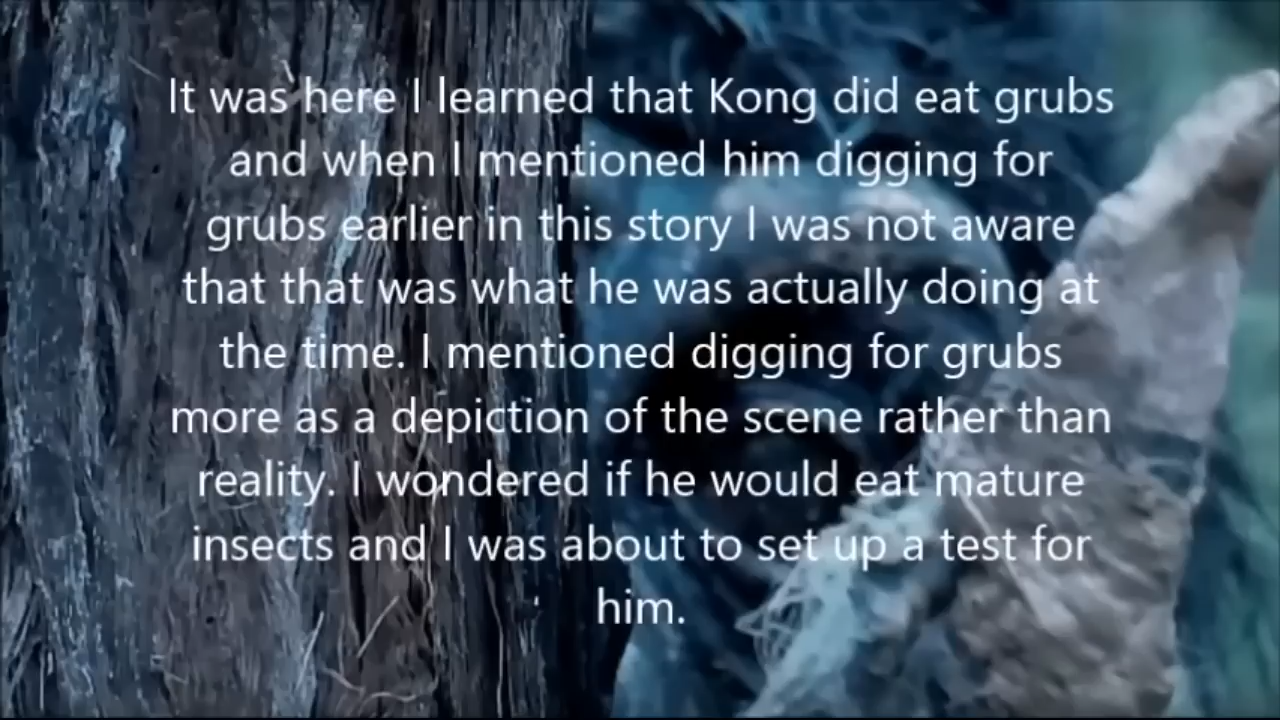 It was here I learned that Kong did eat grubs
and when I mentioned him digging for
grubs earlier in this story I was not aware
that that was what he was actually doing at
the time. I mentioned digging for grubs
more as a depiction of the scene rather than
reality. I wondered if he would eat mature
insects and I was about to set up a test for
him.